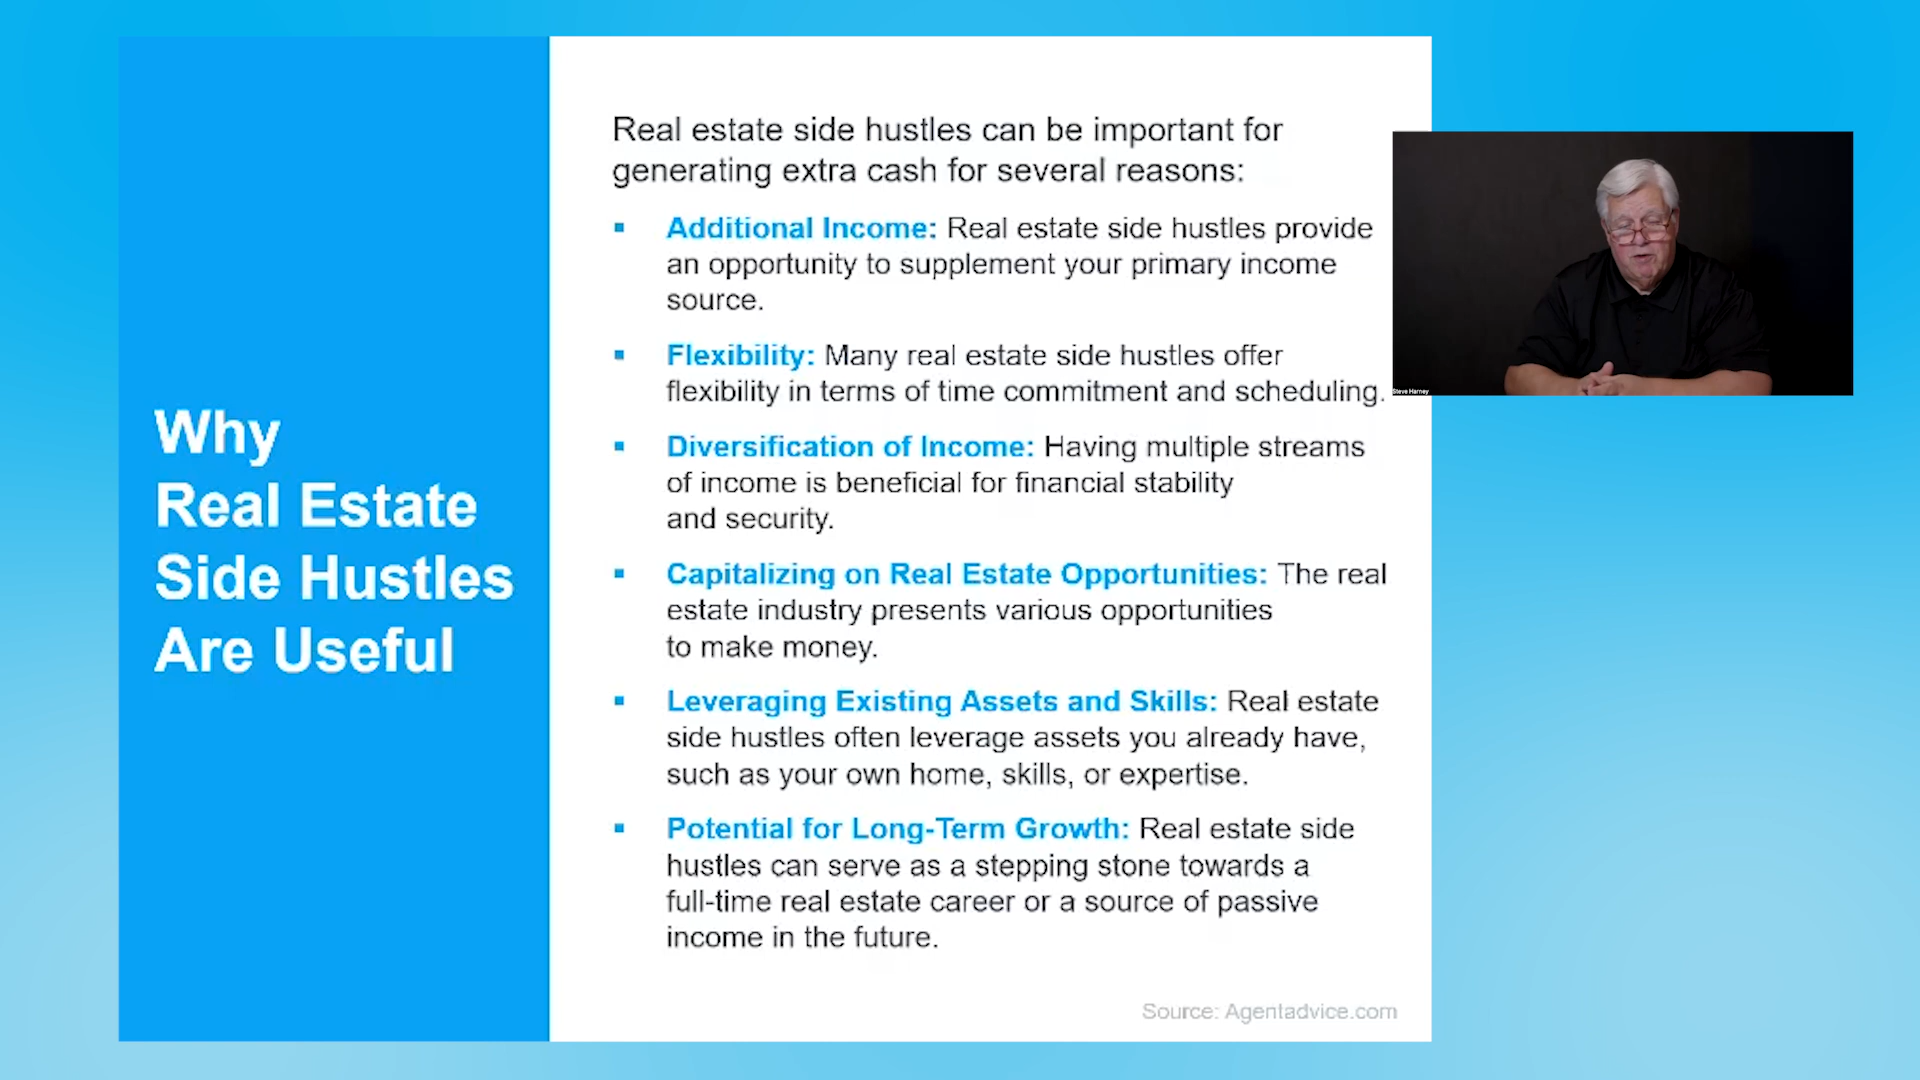 Why
Real Estate
Side Hustles
Are Useful
Real estate side hustles can be important for
generating extra cash for several reasons:
▪ Additional Income: Real estate side hustles provide
an opportunity to supplement your primary income
source.
▪ Flexibility: Many real estate side hustles offer
flexibility in terms of time commitment and scheduling.
▪ Diversification of Income: Having multiple streams
of income is beneficial for financial stability
and security.
▪ Capitalizing on Real Estate Opportunities: The real
estate industry presents various opportunities
to make money.
▪ Leveraging Existing Assets and Skills: Real estate
side hustles often leverage assets you already have,
such as your own home, skills, or expertise.
▪ Potential for Long-Term Growth: Real estate side
hustles can serve as a stepping stone towards a
full-time real estate career or a source of passive
income in the future.
Source: Agentadvice.com
Steve Harney